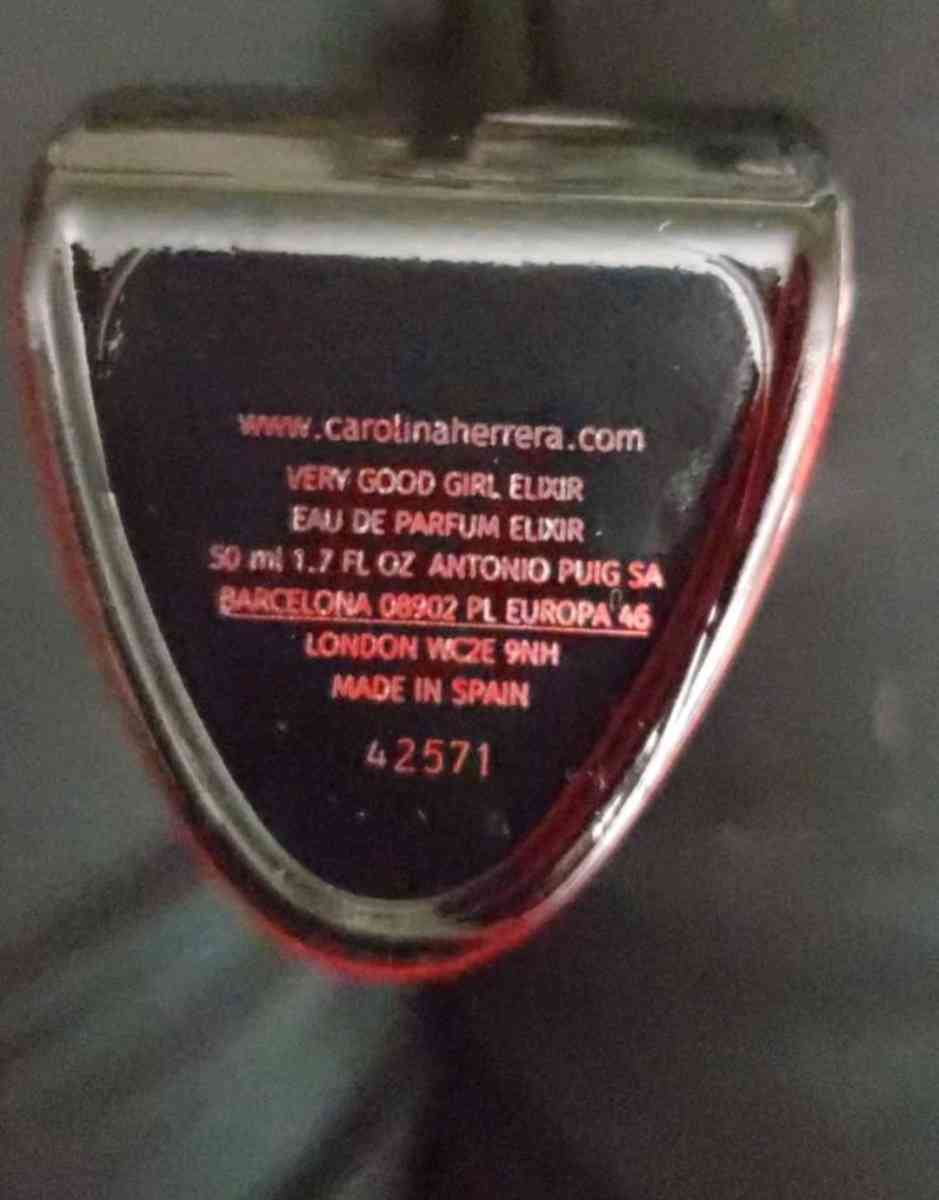 www.carolinaherrera.com
VERY GOOD GIRL ELIXIR
EAU DE PARFUM ELIXIR
50 ml 1.7 FL OZ ANTONIO PUIG SA
BARCELONA 08902 PL EUROPA 46
LONDON WC2E 9NH
MADE IN SPAIN
42571